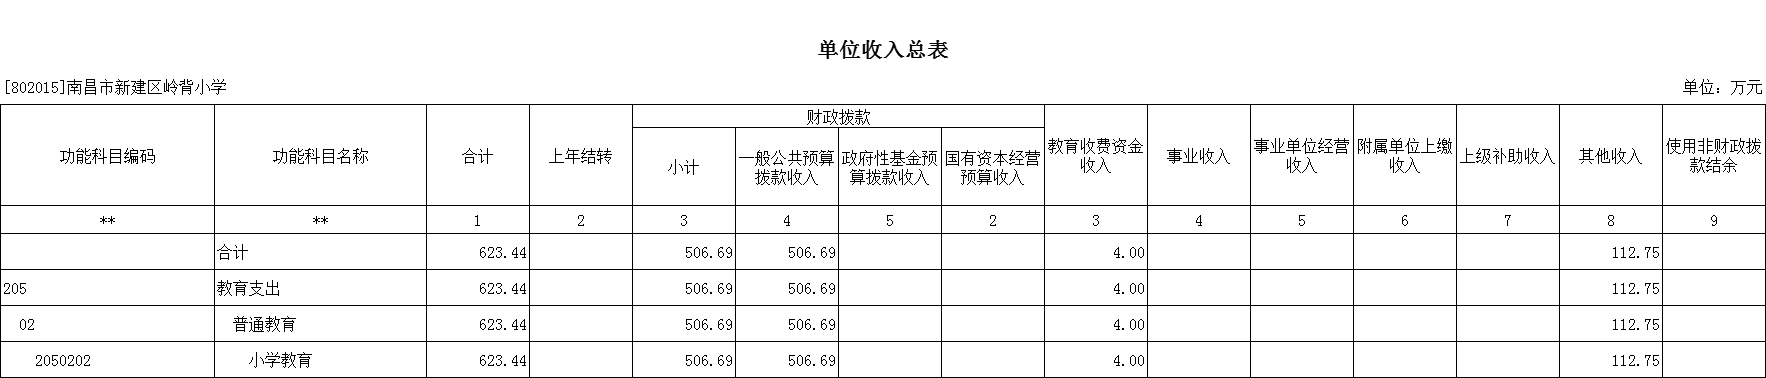 单位收入总表
[802015]南昌市新建区岭背小学 单位：万元
功能科目编码 功能科目名称 合计 上年结转 财政拨款 教育收费资金收入 事业收入 事业单位经营收入 附属单位上缴收入 上级补助收入 其他收入 使用非财政拨款结余
小计 一般公共预算拨款收入 政府性基金预算拨款收入 国有资本经营预算收入
** ** 1 2 3 4 5 2 3 4 5 6 7 8 9
合计 623.44 506.69 506.69 4.00 112.75
205 教育支出 623.44 506.69 506.69 4.00 112.75
02 普通教育 623.44 506.69 506.69 4.00 112.75
2050202 小学教育 623.44 506.69 506.69 4.00 112.75